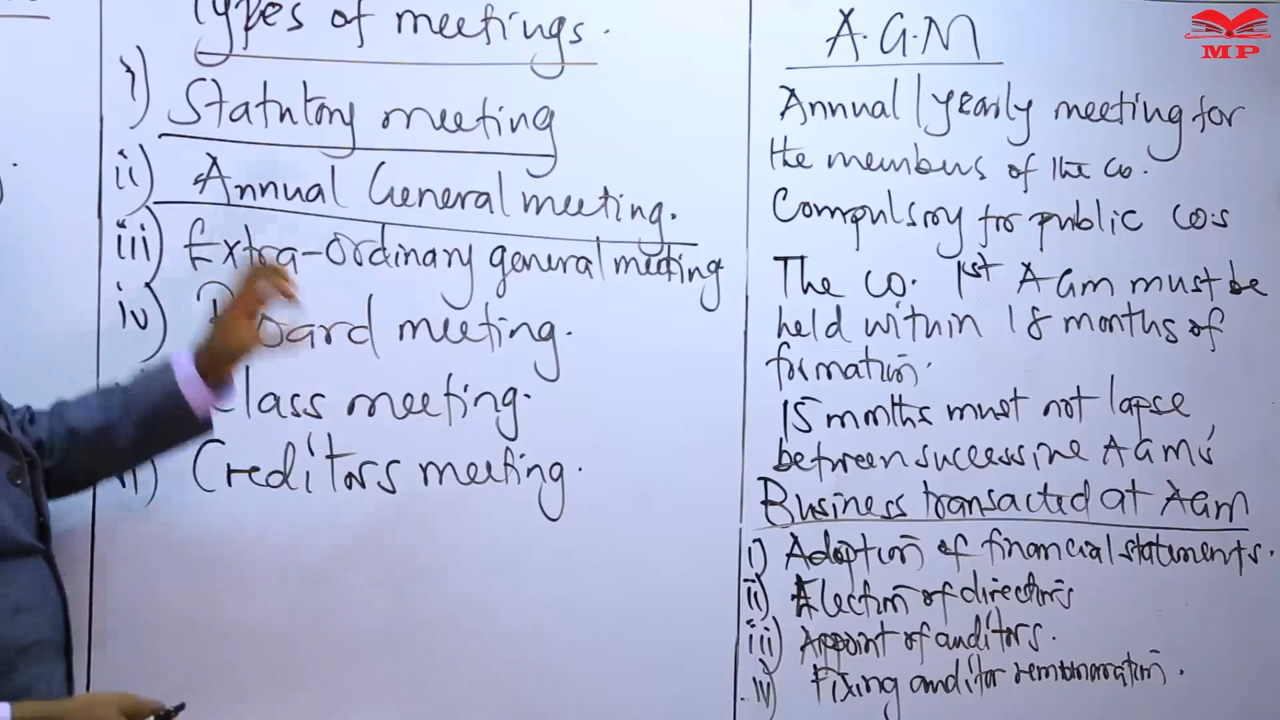 Types of meetings.
i) Statutory meeting
ii) Annual General meeting.
iii) Extra-ordinary general meeting
iv) Board meeting.
Class meeting.
Creditors meeting.
A.G.M
Annual / yearly meeting for
the members of the co.
Compulsory for public co:s
The co. 1st AGM must be
held within 18 months of
formation.
15 months must not lapse
between successive AGM's
Business transacted at AGM
i) Adoption of financial statements.
ii) Election of directors
iii) Appoint of auditors.
iv) Fixing auditor
MP